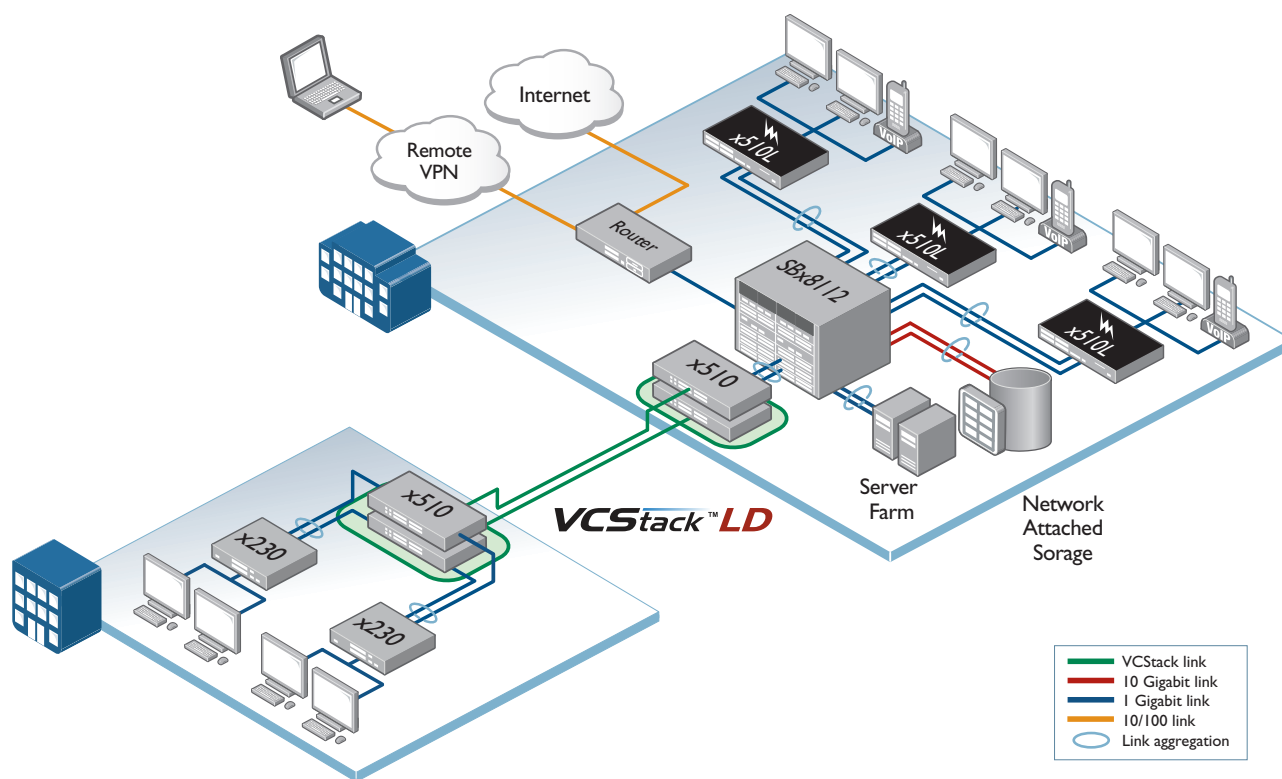 Internet
Remote
VPN
Router
x510L
VoIP
x510L
VoIP
x510L
VoIP
SBx8112
x510
x510
VCStack™LD
x230
x230
Server
Farm
Network
Attached
Sorage
VCStack link
10 Gigabit link
1 Gigabit link
10/100 link
Link aggregation